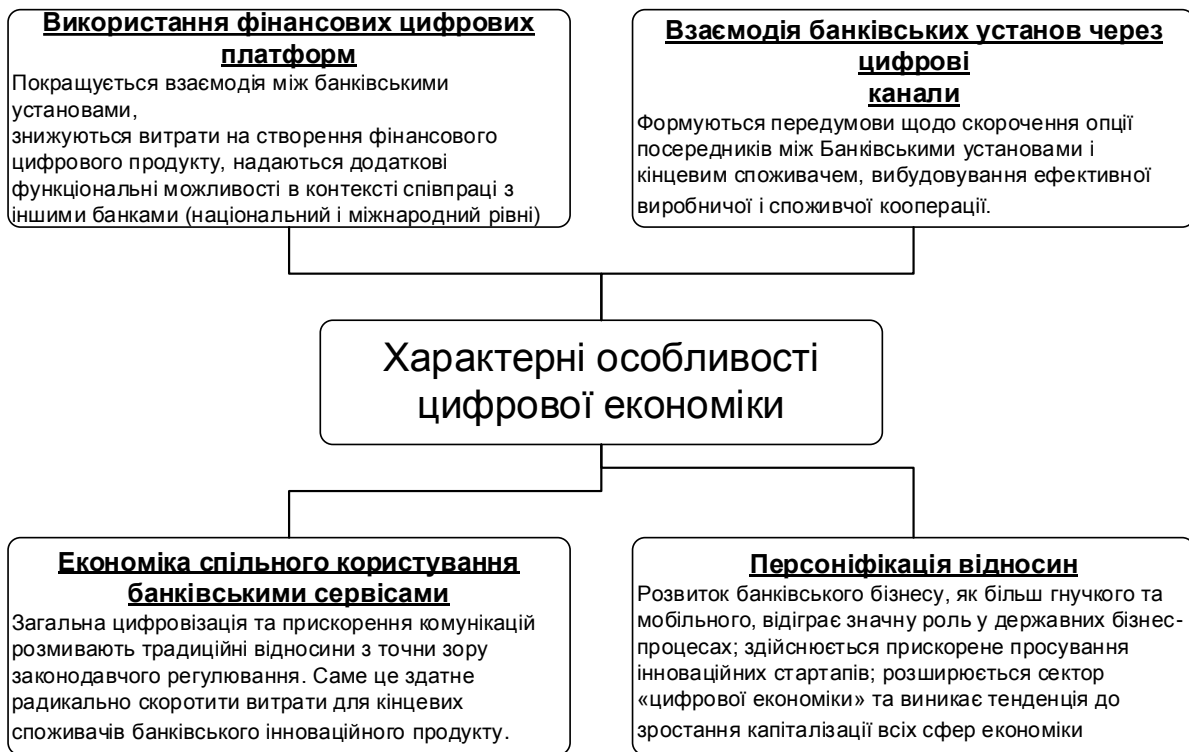 Використання фінансових цифрових
платформ
Покращується взаємодія між банківськими
установами,
знижуються витрати на створення фінансового
цифрового продукту, надаються додаткові
функціональні можливості в контексті співпраці з
іншими банками (національний і міжнародний рівні)
Взаємодія банківських установ через
цифрові
канали
Формуються передумови щодо скорочення опції
посередників між Банківськими установами і
кінцевим споживачем, вибудовування ефективної
виробничої і споживчої кооперації.
Характерні особливості
цифрової економіки
Економіка спільного користування
банківськими сервісами
Загальна цифровізація та прискорення комунікацій
розмивають традиційні відносини з точни зору
законодавчого регулювання. Саме це здатне
радикально скоротити витрати для кінцевих
споживачів банківського інноваційного продукту.
Персоніфікація відносин
Розвиток банківського бізнесу, як більш гнучкого та
мобільного, відіграє значну роль у державних бізнес-
процесах; здійснюється прискорене просування
інноваційних стартапів; розширюється сектор
«цифрової економіки» та виникає тенденція до
зростання капіталізації всіх сфер економіки